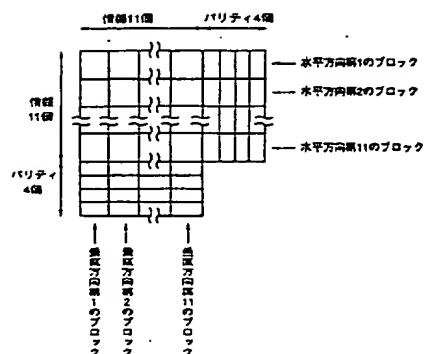 情報11個
パリティ4個
水平方向第1のブロック
水平方向第2のブロック
水平方向第11のブロック
情報
11個
パリティ
4個
垂直方向第1のブロック
垂直方向第2のブロック
垂直方向第11のブロック